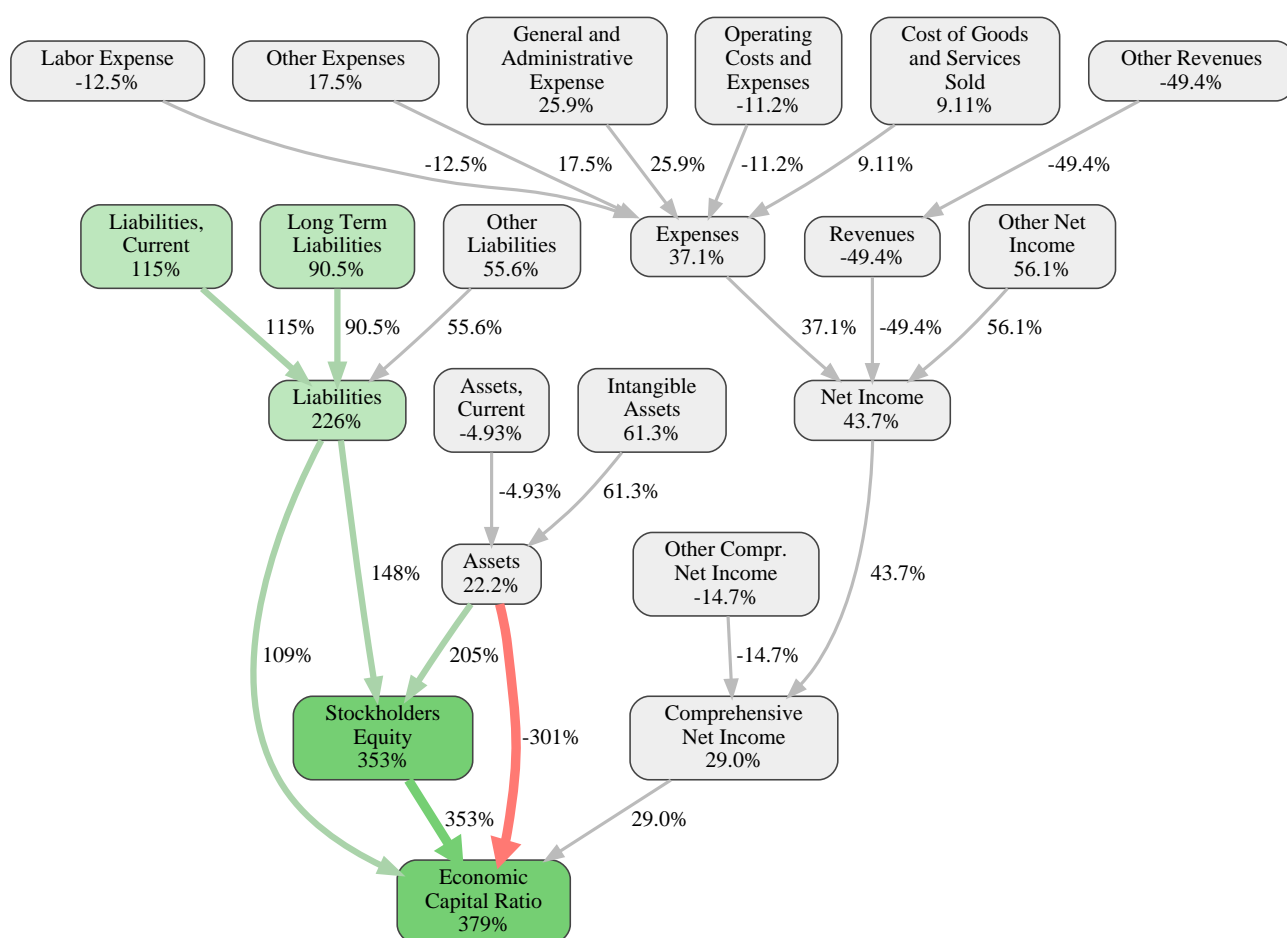 Labor Expense
-12.5%
Other Expenses
17.5%
General and
Administrative
Expense
25.9%
Operating
Costs and
Expenses
-11.2%
Cost of Goods
and Services
Sold
9.11%
Other Revenues
-49.4%
-12.5%
17.5%
25.9%
-11.2%
9.11%
-49.4%
Liabilities,
Current
115%
Long Term
Liabilities
90.5%
Other
Liabilities
55.6%
Expenses
37.1%
Revenues
-49.4%
Other Net
Income
56.1%
115%
90.5%
55.6%
37.1%
-49.4%
56.1%
Liabilities
226%
Assets,
Current
-4.93%
Intangible
Assets
61.3%
Net Income
43.7%
-4.93%
61.3%
Assets
22.2%
Other Compr.
Net Income
-14.7%
148%
43.7%
109%
205%
-14.7%
Stockholders
Equity
353%
-301%
Comprehensive
Net Income
29.0%
353%
29.0%
Economic
Capital Ratio
379%